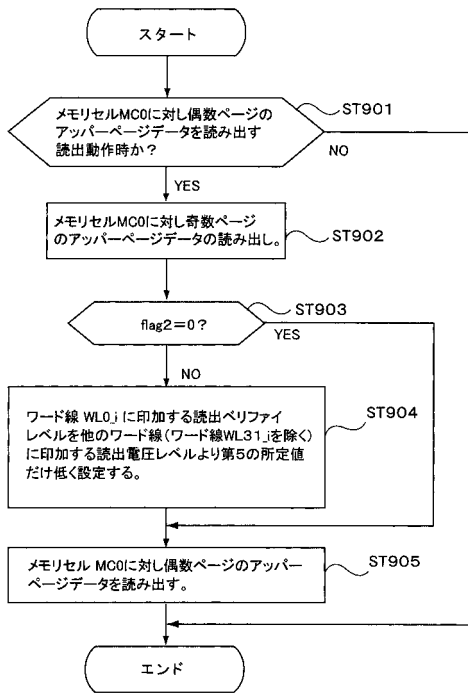 スタート
メモリセルMC0に対し偶数ページの
アッパーページデータを読み出す
読出動作時か?
ST901
NO
YES
メモリセルMC0に対し奇数ページ
のアッパーページデータの読み出し。
ST902
flag2=0?
ST903
YES
NO
ワード線 WL0_i に印加する読出ベリファイ
レベルを他のワード線(ワード線WL31_iを除く)
に印加する読出電圧レベルより第5の所定値
だけ低く設定する。
ST904
メモリセル MC0に対し偶数ページのアッパー
ページデータを読み出す。
ST905
エンド